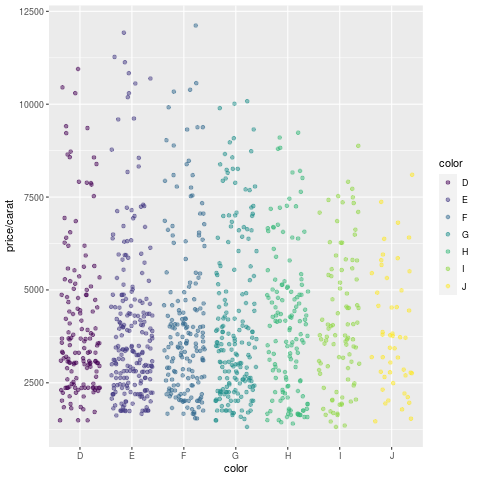 12500
10000
7500
5000
2500
price/carat
D E F G H I J
color
color
D
E
F
G
H
I
J